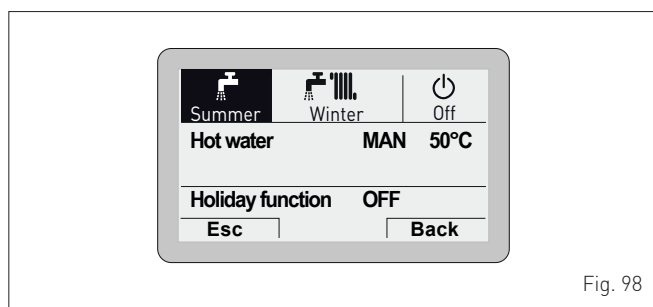 Summer Winter Off
Hot water MAN 50°C
Holiday function OFF
Esc Back
Fig. 98